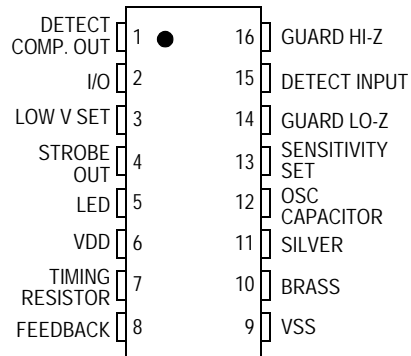 DETECT
COMP. OUT 1 16 GUARD HI-Z
I/O 2 15 DETECT INPUT
LOW V SET 3 14 GUARD LO-Z
STROBE
OUT 4 13 SENSITIVITY
SET
LED 5 12 OSC
CAPACITOR
VDD 6 11 SILVER
TIMING
RESISTOR 7 10 BRASS
FEEDBACK 8 9 VSS